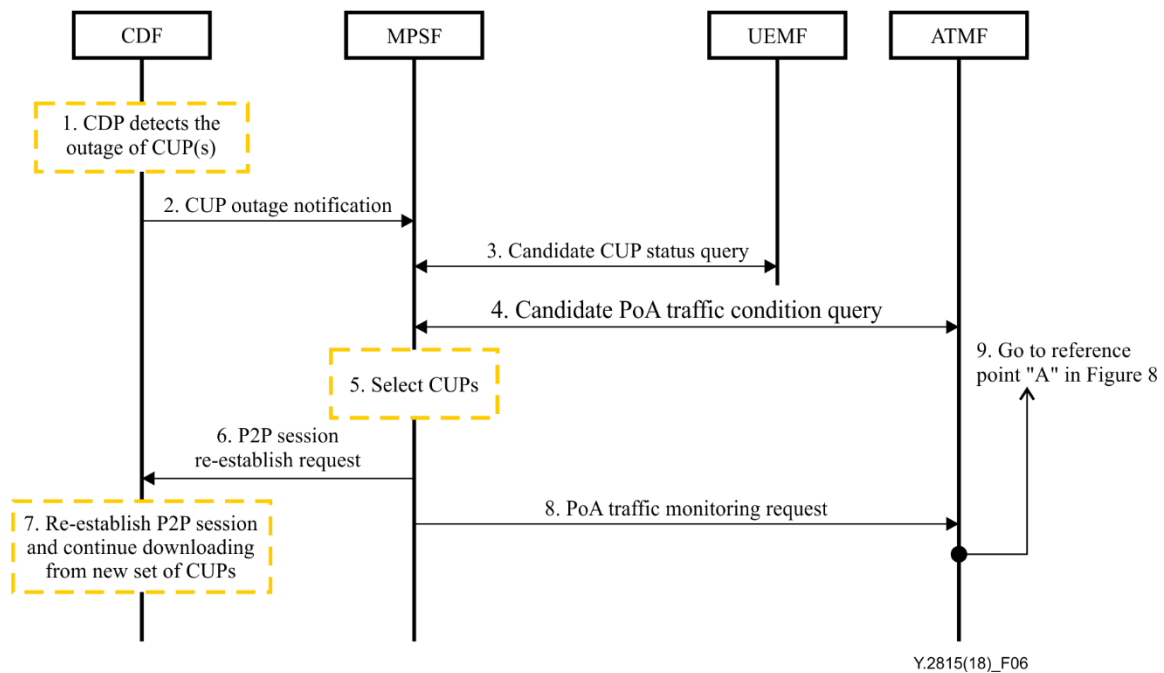 CDF
MPSF
UEMF
ATMF
1. CDP detects the
outage of CUP(s)
2. CUP outage notification
3. Candidate CUP status query
4. Candidate PoA traffic condition query
9. Go to reference
point "A" in Figure 8
5. Select CUPs
6. P2P session
re-establish request
7. Re-establish P2P session
and continue downloading
from new set of CUPs
8. PoA traffic monitoring request
Y.2815(18)_F06